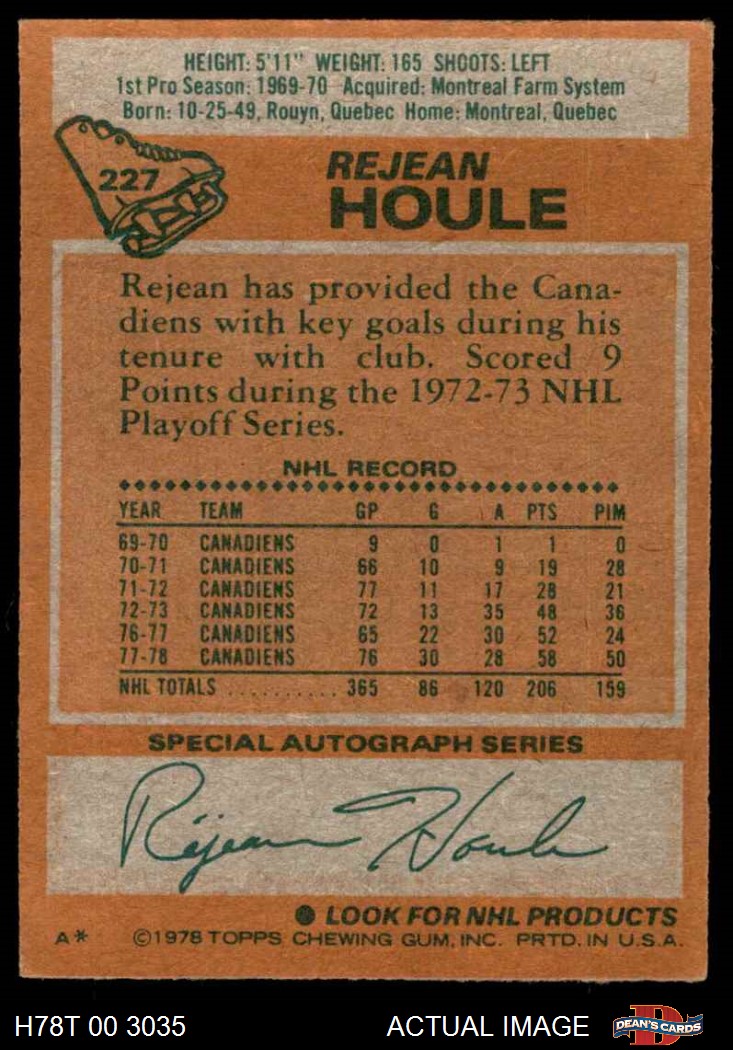 HEIGHT: 5'11" WEIGHT: 165 SHOOTS: LEFT
1st Pro Season: 1969-70 Acquired: Montreal Farm System
Born: 10-25-49, Rouyn, Quebec Home: Montreal, Quebec
227
REJEAN
HOULE
Rejean has provided the Cana-
diens with key goals during his
tenure with club. Scored 9
Points during the 1972-73 NHL
Playoff Series.
NHL RECORD
YEAR TEAM GP G A PTS PIM
69-70 CANADIENS 9 0 1 1 0
70-71 CANADIENS 66 10 9 19 28
71-72 CANADIENS 77 11 17 28 21
72-73 CANADIENS 72 13 35 48 36
76-77 CANADIENS 65 22 30 52 24
77-78 CANADIENS 76 30 28 58 50
NHL TOTALS .......... 365 86 120 206 159
SPECIAL AUTOGRAPH SERIES
Réjean Houle
● LOOK FOR NHL PRODUCTS
A* ©1978 TOPPS CHEWING GUM, INC. PRTD. IN U.S.A.
H78T 00 3035 ACTUAL IMAGE D DEAN'S CARDS